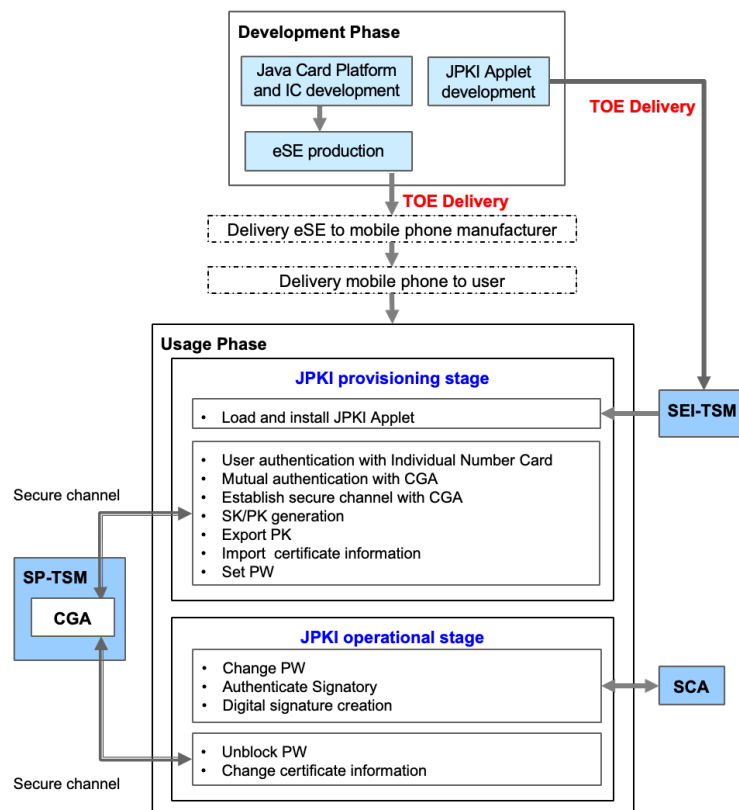 Development Phase
Java Card Platform
and IC development
JPKI Applet
development
TOE Delivery
eSE production
TOE Delivery
Delivery eSE to mobile phone manufacturer
Delivery mobile phone to user
Usage Phase
JPKI provisioning stage
• Load and install JPKI Applet
SEI-TSM
• User authentication with Individual Number Card
• Mutual authentication with CGA
• Establish secure channel with CGA
• SK/PK generation
• Export PK
• Import certificate information
• Set PW
Secure channel
SP-TSM
CGA
JPKI operational stage
• Change PW
• Authenticate Signatory
• Digital signature creation
SCA
• Unblock PW
• Change certificate information
Secure channel